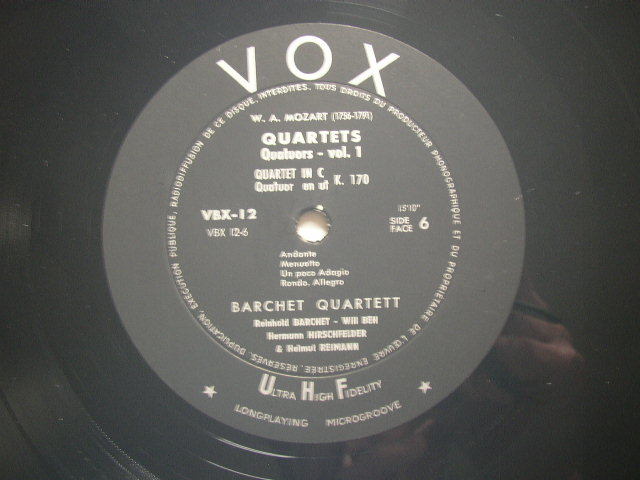 VOX
EXECUTION PUBLIQUE, RADIODIFFUSION DE CE DISQUE, INTERDITES. TOUS DROITS DU PRODUCTEUR PHONOGRAPHIQUE ET DU PROPRIETAIRE DE L'ŒUVRE ENREGISTREE, RESERVES. DUPLICATION,
W. A. MOZART (1756-1791)
QUARTETS
Quatuors - vol. 1
QUARTET IN C
Quatuor en ut K. 170
VBX-12
VBX 12-6
15'10"
SIDE
FACE 6
Andante
Menuetto
Un poco Adagio
Rondo. Allegro
BARCHET QUARTETT
Reinhold BARCHET - Will BEH
Hermann HIRSCHFELDER
& Helmut REIMANN
ULTRA HIGH FIDELITY
LONGPLAYING MICROGROOVE